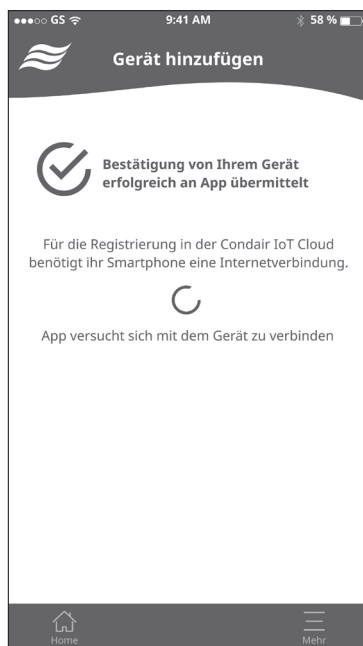 GS 9:41 AM 58 %
Gerät hinzufügen
Bestätigung von Ihrem Gerät
erfolgreich an App übermittelt
Für die Registrierung in der Condair IoT Cloud
benötigt ihr Smartphone eine Internetverbindung.
App versucht sich mit dem Gerät zu verbinden
Home Mehr